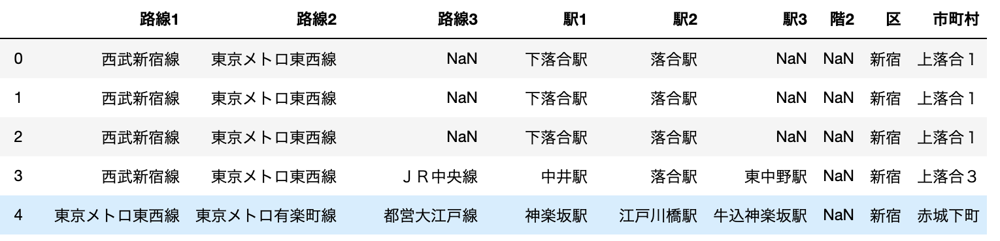 路線1 路線2 路線3 駅1 駅2 駅3 階2 区 市町村
0 西武新宿線 東京メトロ東西線 NaN 下落合駅 落合駅 NaN NaN 新宿 上落合１
1 西武新宿線 東京メトロ東西線 NaN 下落合駅 落合駅 NaN NaN 新宿 上落合１
2 西武新宿線 東京メトロ東西線 NaN 下落合駅 落合駅 NaN NaN 新宿 上落合１
3 西武新宿線 東京メトロ東西線 ＪＲ中央線 中井駅 落合駅 東中野駅 NaN 新宿 上落合３
4 東京メトロ東西線 東京メトロ有楽町線 都営大江戸線 神楽坂駅 江戸川橋駅 牛込神楽坂駅 NaN 新宿 赤城下町